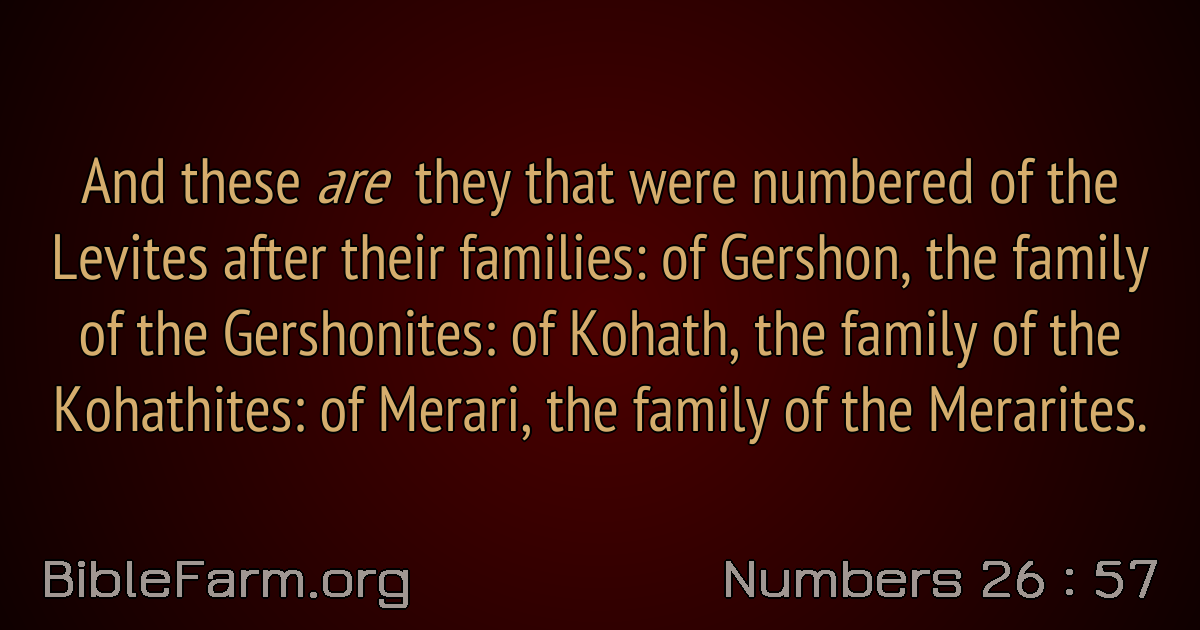 And these are they that were numbered of the
Levites after their families: of Gershon, the family
of the Gershonites: of Kohath, the family of the
Kohathites: of Merari, the family of the Merarites.
BibleFarm.org
Numbers 26 : 57